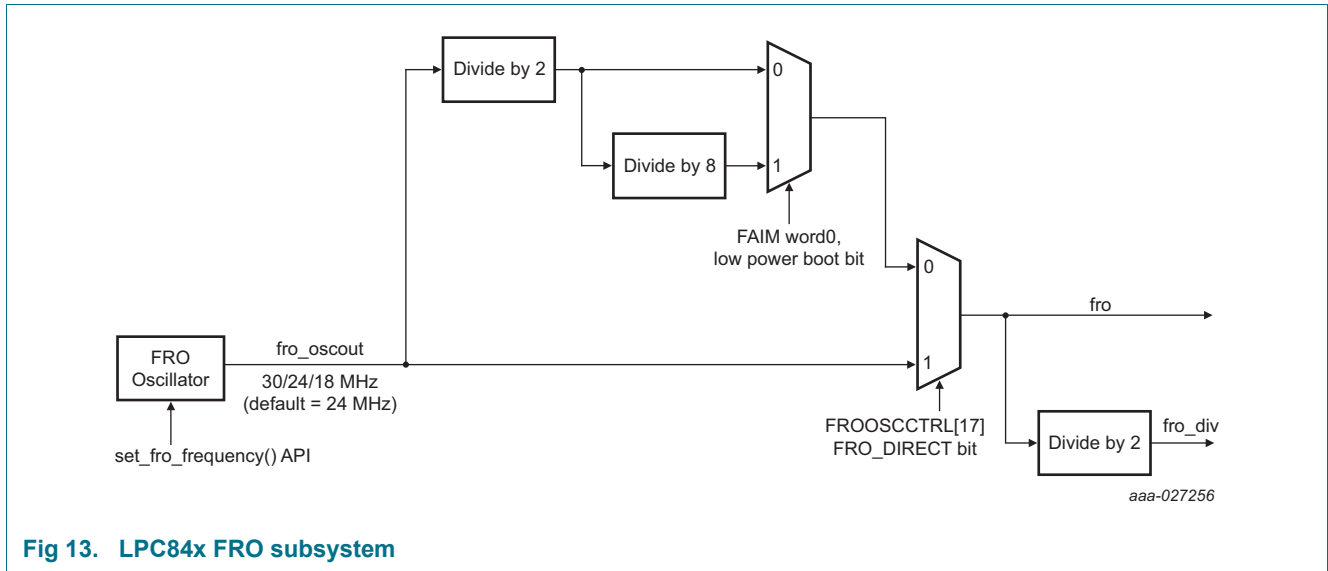 Divide by 2
0
Divide by 8
1
FAIM word0,
low power boot bit
0
fro
FRO
Oscillator
fro_oscout
30/24/18 MHz
(default = 24 MHz)
1
set_fro_frequency() API
FROOSCCTRL[17]
FRO_DIRECT bit
Divide by 2
fro_div
aaa-027256
Fig 13. LPC84x FRO subsystem